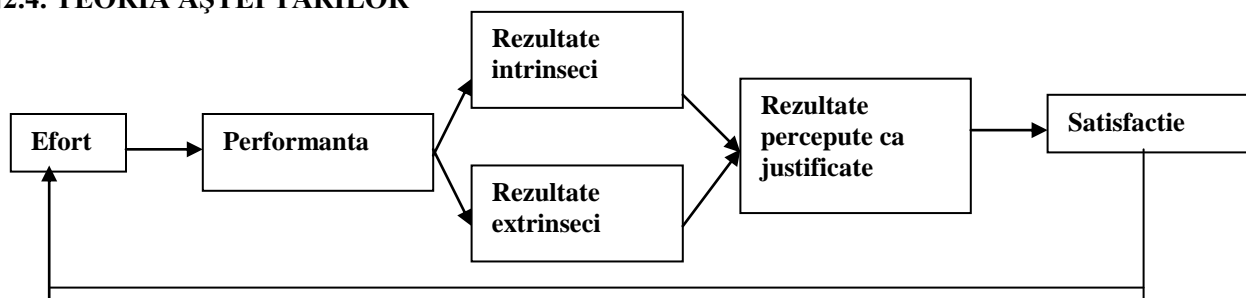 2.4. TEORIA AŞTEPTĂRILOR
Rezultate
intrinseci
Efort
Performanta
Rezultate
extrinseci
Rezultate
percepute ca
justificate
Satisfactie